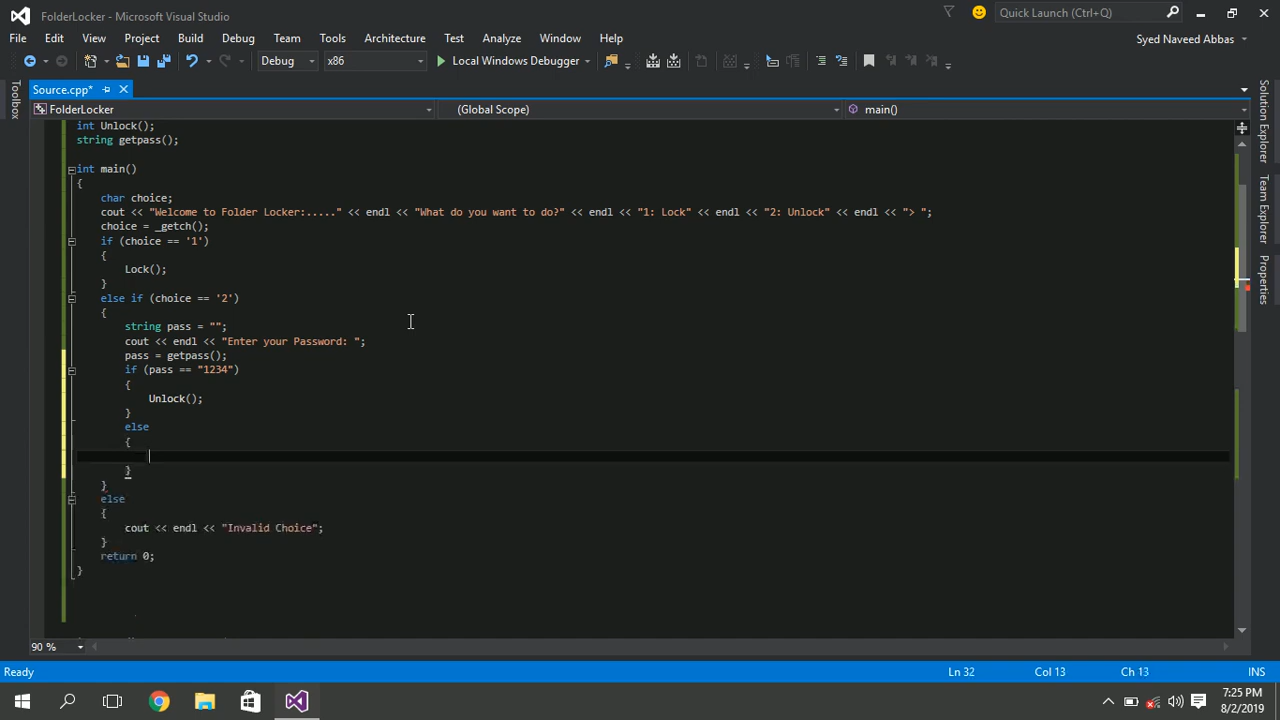 FolderLocker - Microsoft Visual Studio
Quick Launch (Ctrl+Q)
File Edit View Project Build Debug Team Tools Architecture Test Analyze Window Help
Syed Naveed Abbas
Debug x86 Local Windows Debugger
Toolbox
Source.cpp*
FolderLocker (Global Scope) main()
int Unlock();
string getpass();
int main()
{
char choice;
cout << "Welcome to Folder Locker:....." << endl << "What do you want to do?" << endl << "1: Lock" << endl << "2: Unlock" << endl << "> ";
choice = _getch();
if (choice == '1')
{
Lock();
}
else if (choice == '2')
{
string pass = "";
cout << endl << "Enter your Password: ";
pass = getpass();
if (pass == "1234")
{
Unlock();
}
else
{
}
}
else
{
cout << endl << "Invalid Choice";
}
return 0;
}
Solution Explorer
Team Explorer
Properties
90 %
Ready Ln 32 Col 13 Ch 13 INS
7:25 PM
8/2/2019